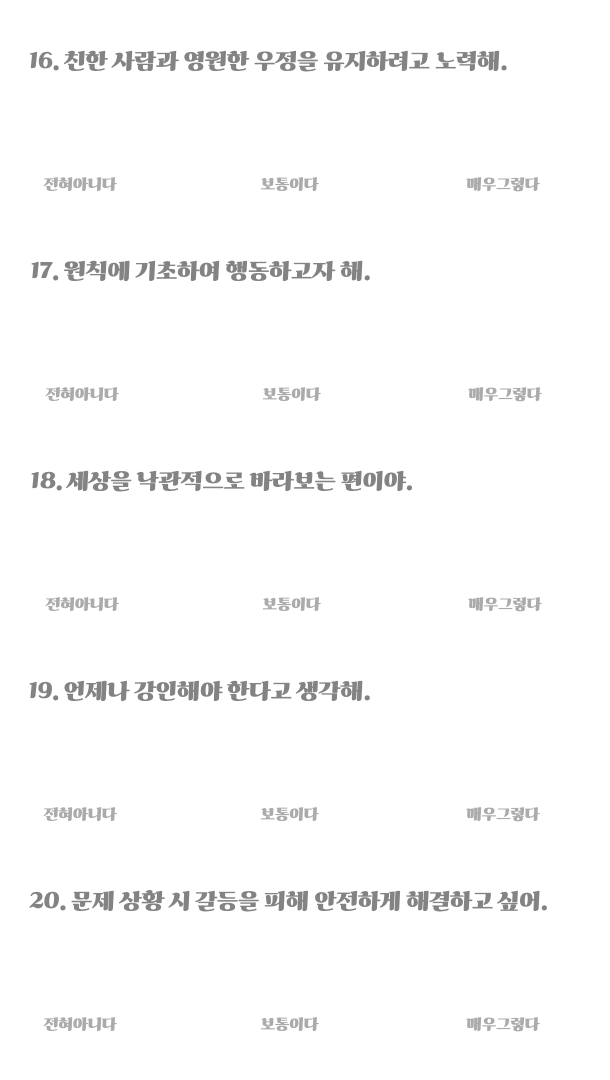 16. 친한 사람과 영원한 우정을 유지하려고 노력해.
전혀아니다 보통이다 매우그렇다
17. 원칙에 기초하여 행동하고자 해.
전혀아니다 보통이다 매우그렇다
18. 세상을 낙관적으로 바라보는 편이야.
전혀아니다 보통이다 매우그렇다
19. 언제나 강인해야 한다고 생각해.
전혀아니다 보통이다 매우그렇다
20. 문제 상황 시 갈등을 피해 안전하게 해결하고 싶어.
전혀아니다 보통이다 매우그렇다